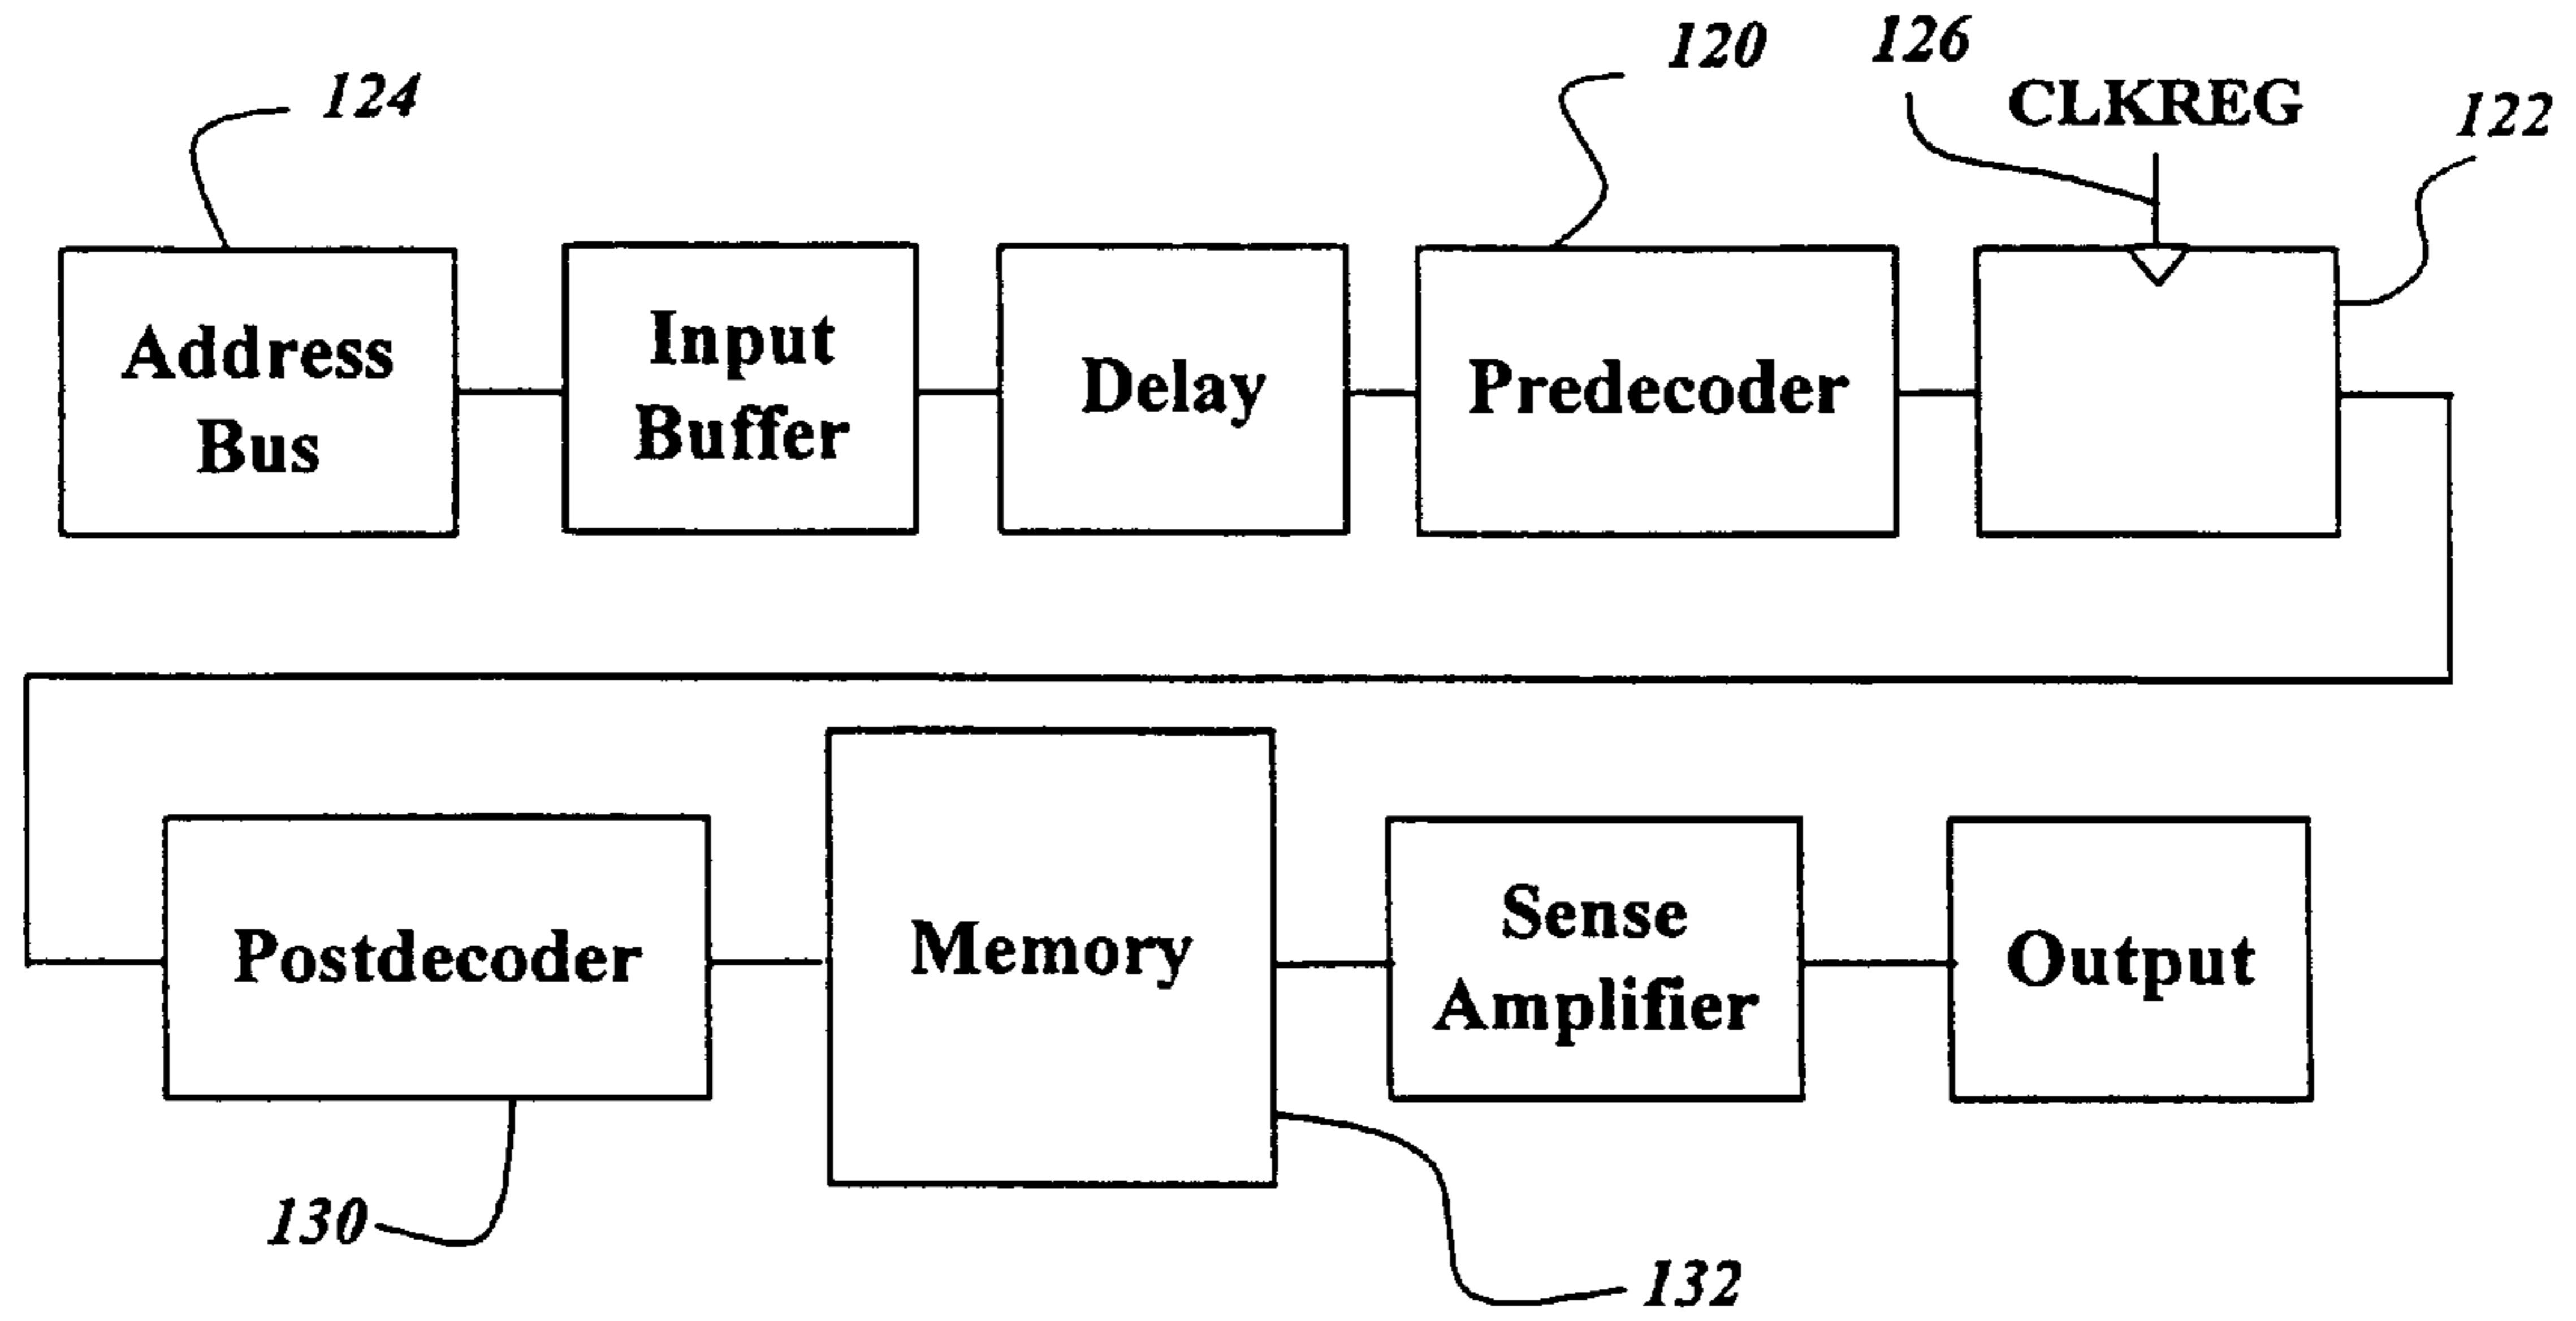 124
120
126
CLKREG
122
Address
Bus
Input
Buffer
Delay
Predecoder
Postdecoder
Memory
Sense
Amplifier
Output
130
132